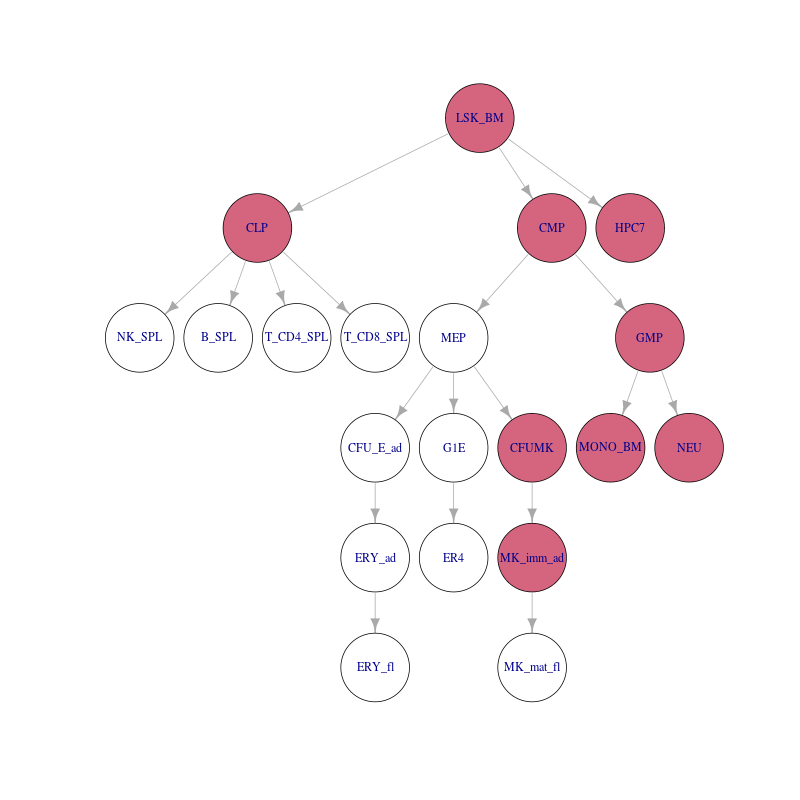 LSK_BM
CLP
CMP
HPC7
NK_SPL
B_SPL
T_CD4_SPL
T_CD8_SPL
MEP
GMP
CFU_E_ad
G1E
CFUMK
MONO_BM
NEU
ERY_ad
ER4
MK_imm_ad
ERY_fl
MK_mat_fl